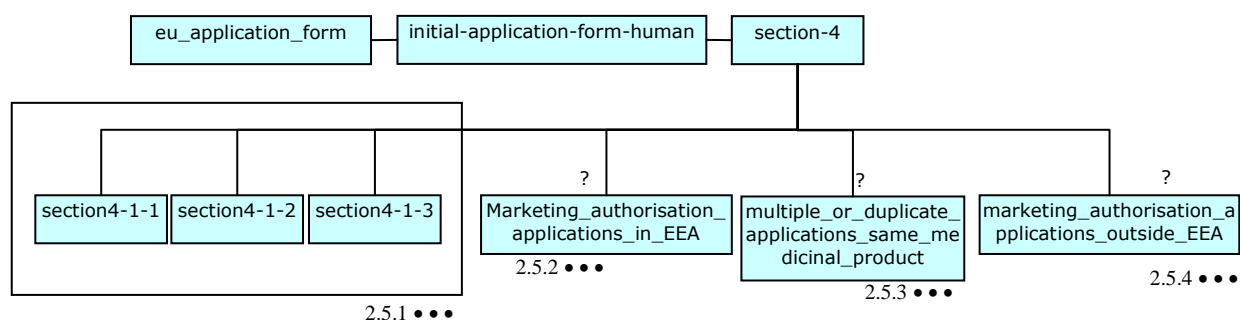 eu_application_form
initial-application-form-human
section-4
section4-1-1
section4-1-2
section4-1-3
?
Marketing_authorisation_
applications_in_EEA
2.5.2 • • •
?
multiple_or_duplicate_
applications_same_me
dicinal_product
2.5.3 • • •
?
marketing_authorisation_a
pplications_outside_EEA
2.5.4 • • •
2.5.1 • • •